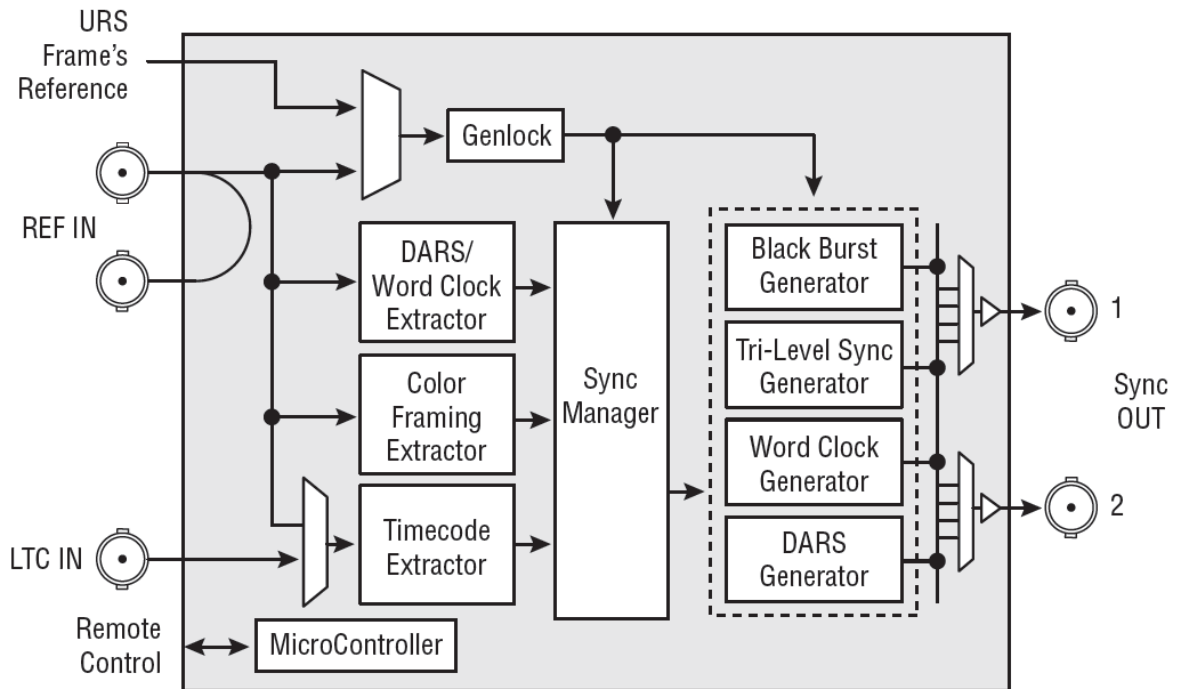 URS
Frame's
Reference
Genlock
REF IN
DARS/
Word Clock
Extractor
Color
Framing
Extractor
Timecode
Extractor
LTC IN
Remote
Control
MicroController
Sync
Manager
Black Burst
Generator
Tri-Level Sync
Generator
Word Clock
Generator
DARS
Generator
1
Sync
OUT
2